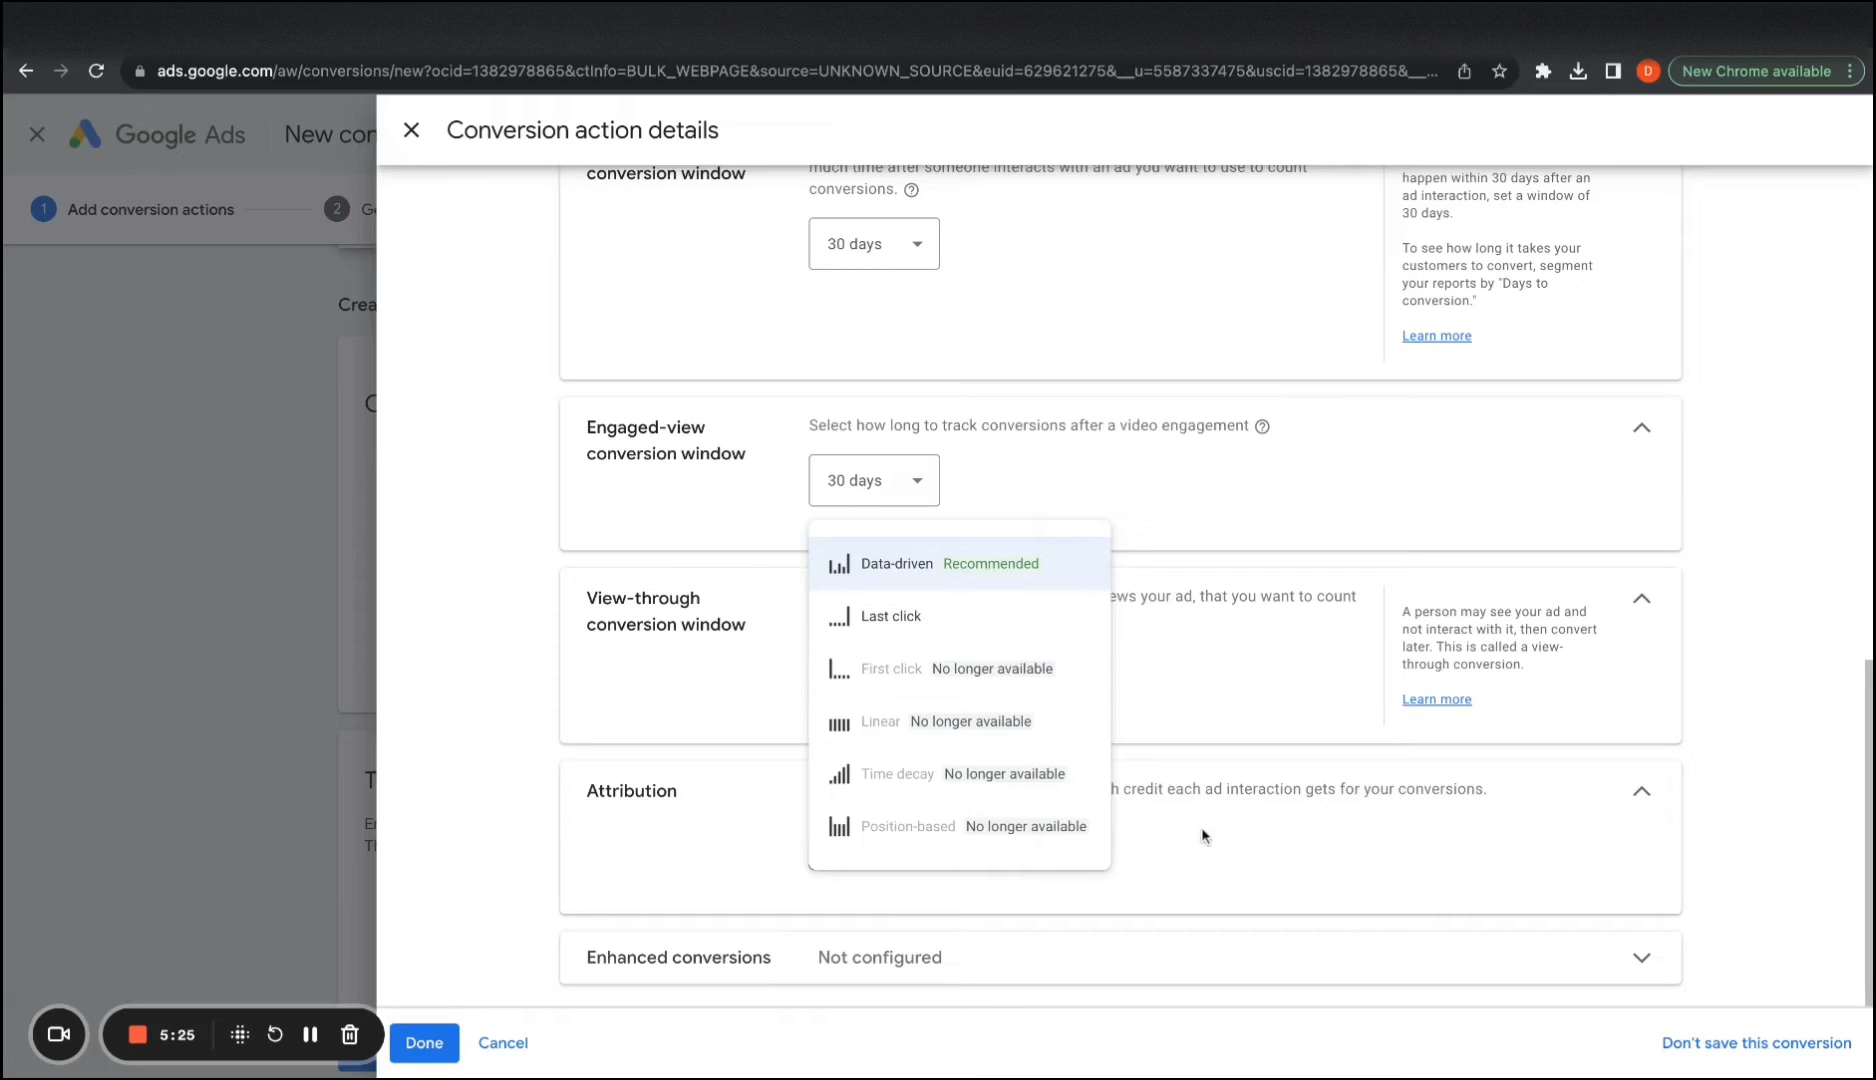 ads.google.com/aw/conversions/new?ocid=1382978865&ctInfo=BULK_WEBPAGE&source=UNKNOWN_SOURCE&euid=629621275&__u=5587337475&uscid=1382978865&__...
D
New Chrome available
Google Ads
New con
Conversion action details
1
Add conversion actions
2
G
Crea
conversion window
much time after someone interacts with an ad you want to use to count
conversions.
30 days
happen within 30 days after an
ad interaction, set a window of
30 days.
To see how long it takes your
customers to convert, segment
your reports by "Days to
conversion."
Learn more
Engaged-view
conversion window
Select how long to track conversions after a video engagement
30 days
Data-driven Recommended
Last click
First click No longer available
Linear No longer available
Time decay No longer available
Position-based No longer available
View-through
conversion window
ews your ad, that you want to count
A person may see your ad and
not interact with it, then convert
later. This is called a view-
through conversion.
Learn more
Attribution
h credit each ad interaction gets for your conversions.
Enhanced conversions
Not configured
5:25
Done
Cancel
Don't save this conversion